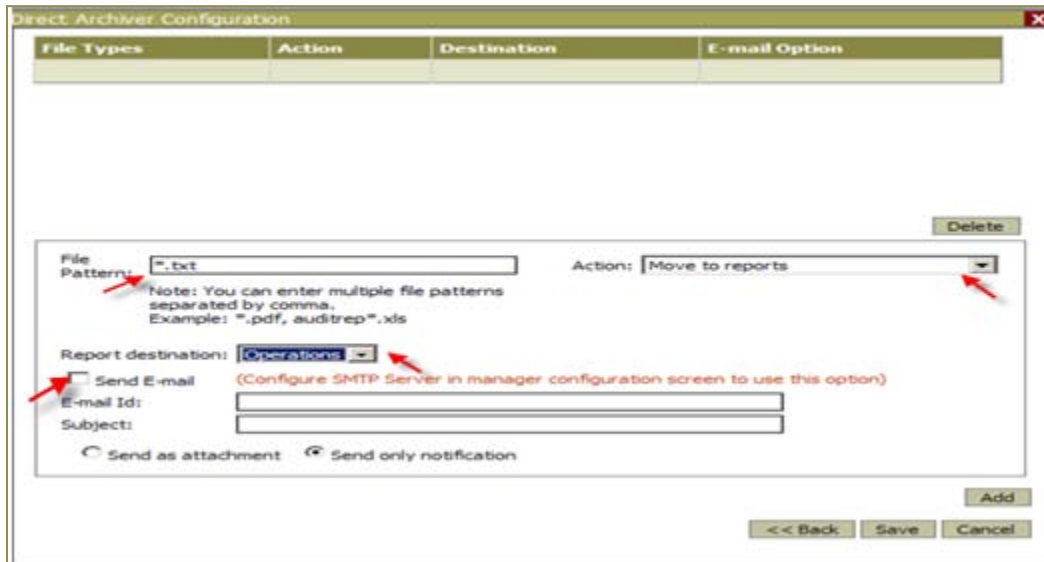 Direct Archiver Configuration
X
File Types Action Destination E-mail Option
Delete
File Pattern: *.txt Action: Move to reports
Note: You can enter multiple file patterns
separated by comma.
Example: *.pdf, auditrep*.xls
Report destination: Operations
Send E-mail (Configure SMTP Server in manager configuration screen to use this option)
E-mail Id:
Subject:
Send as attachment Send only notification
Add
<< Back Save Cancel